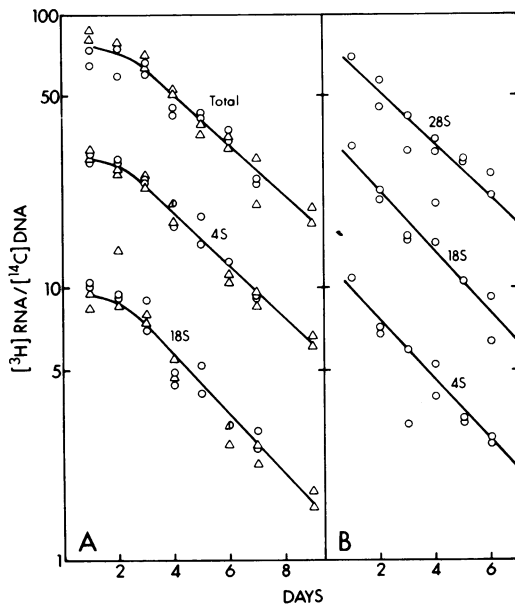 100
50
10
5
1
[³H] RNA/[¹⁴C] DNA
Total
4S
18S
A
2
4
6
8
28S
18S
4S
B
2
4
6
DAYS